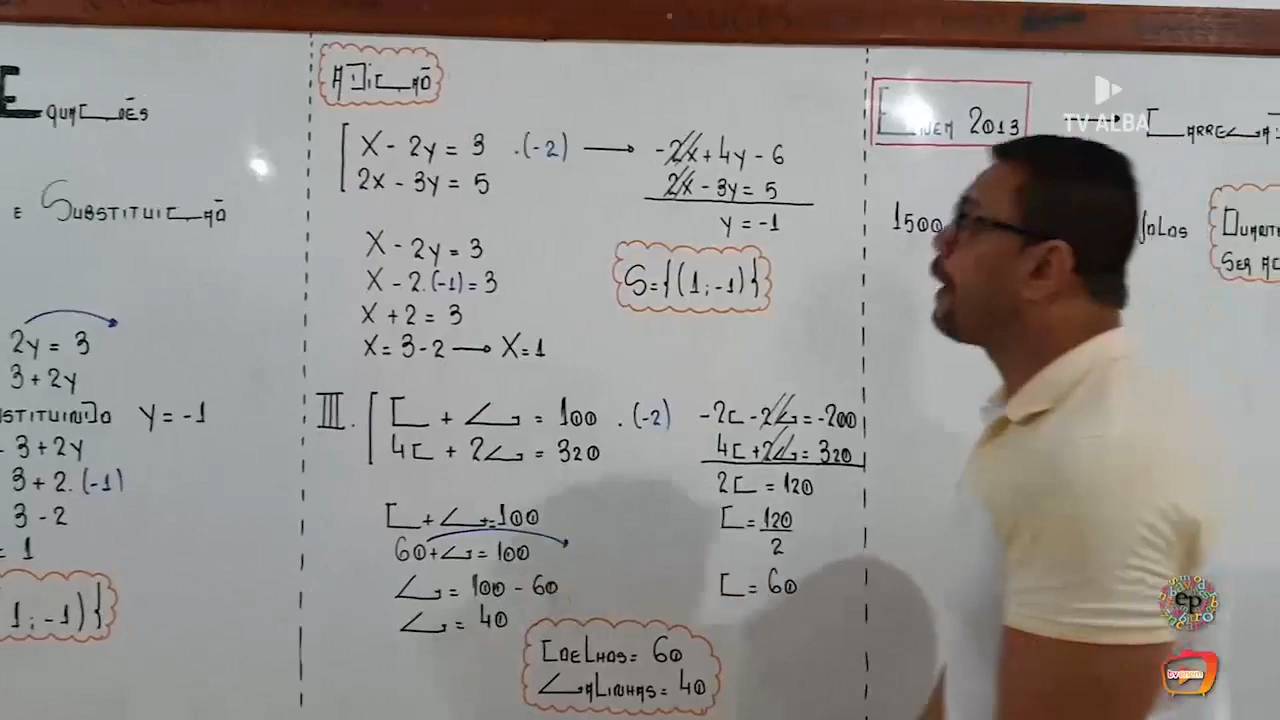 EQUAÇÕES
E SUBSTITUIÇÃO
2y = 3
3 + 2y
y = -1
3 + 2y
3 + 2.(-1)
3 - 2
= 1
1; -1)}
ADIÇÃO
x - 2y = 3 .(-2) → -2x + 4y - 6
2x - 3y = 5 2x - 3y = 5
y = -1
x - 2y = 3
x - 2.(-1) = 3
x + 2 = 3
x = 3 - 2 → x = 1
S = {(1; -1)}
III. C + G = 100 .(-2) -2C - 2G = -200
4C + 2G = 320 4C + 2G = 320
2C = 120
C + G = 100 C = 120/2
60 + G = 100
G = 100 - 60 C = 60
G = 40
COELHOS = 60
GALINHAS = 40
ENEM 2013 →
1500
TV ALBA
ep
tvenem